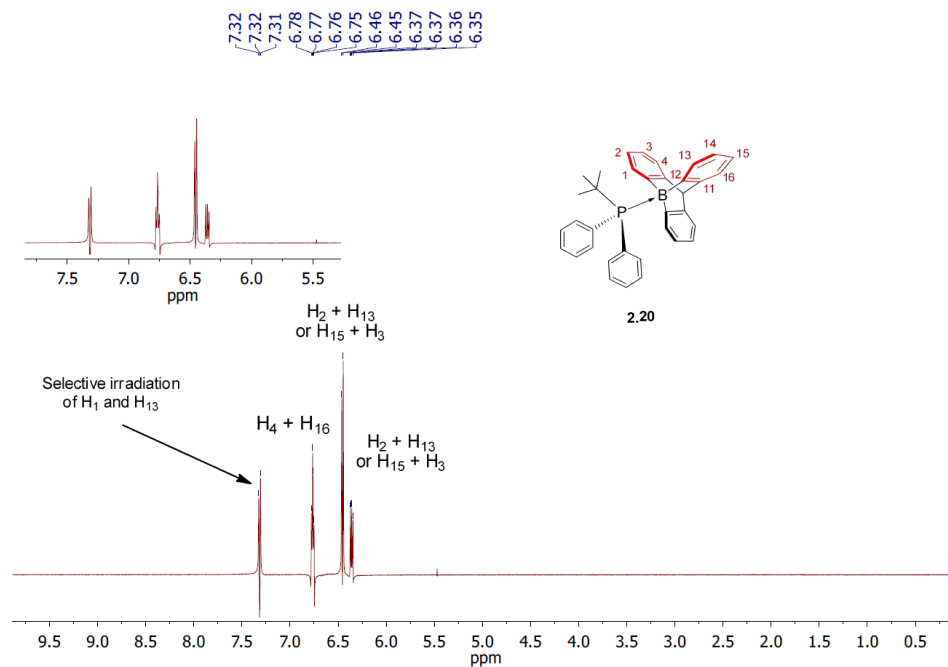 7.32
7.32
7.31
6.78
6.77
6.76
6.75
6.46
6.45
6.37
6.37
6.36
6.35
7.5 7.0 6.5 6.0 5.5
ppm
2
3
4
1
13
14
15
12
16
11
B
P
2.20
H2 + H13
or H15 + H3
Selective irradiation
of H1 and H13
H4 + H16
H2 + H13
or H15 + H3
9.5 9.0 8.5 8.0 7.5 7.0 6.5 6.0 5.5 5.0 4.5 4.0 3.5 3.0 2.5 2.0 1.5 1.0 0.5
ppm